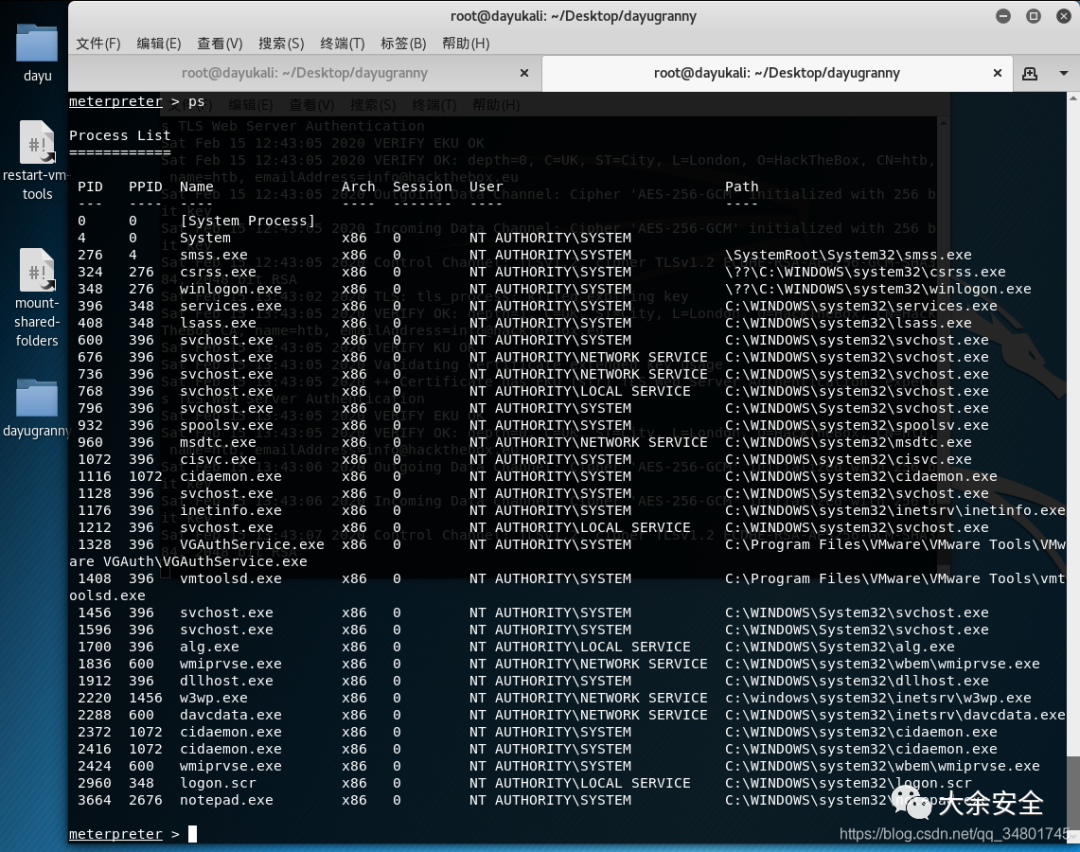 root@dayukali: ~/Desktop/dayugranny
文件(F) 编辑(E) 查看(V) 搜索(S) 终端(T) 标签(B) 帮助(H)
root@dayukali: ~/Desktop/dayugranny
root@dayukali: ~/Desktop/dayugranny
dayu
restart-vm-
tools
mount-
shared-
folders
dayugranny
meterpreter > ps
Process List
============
PID PPID Name Arch Session User Path
--- ---- ---- ---- ------- ---- ----
0 0 [System Process]
4 0 System x86 0 NT AUTHORITY\SYSTEM
276 4 smss.exe x86 0 NT AUTHORITY\SYSTEM \SystemRoot\System32\smss.exe
324 276 csrss.exe x86 0 NT AUTHORITY\SYSTEM \??\C:\WINDOWS\system32\csrss.exe
348 276 winlogon.exe x86 0 NT AUTHORITY\SYSTEM \??\C:\WINDOWS\system32\winlogon.exe
396 348 services.exe x86 0 NT AUTHORITY\SYSTEM C:\WINDOWS\system32\services.exe
408 348 lsass.exe x86 0 NT AUTHORITY\SYSTEM C:\WINDOWS\system32\lsass.exe
600 396 svchost.exe x86 0 NT AUTHORITY\SYSTEM C:\WINDOWS\system32\svchost.exe
676 396 svchost.exe x86 0 NT AUTHORITY\NETWORK SERVICE C:\WINDOWS\system32\svchost.exe
736 396 svchost.exe x86 0 NT AUTHORITY\NETWORK SERVICE C:\WINDOWS\system32\svchost.exe
768 396 svchost.exe x86 0 NT AUTHORITY\LOCAL SERVICE C:\WINDOWS\system32\svchost.exe
796 396 svchost.exe x86 0 NT AUTHORITY\SYSTEM C:\WINDOWS\System32\svchost.exe
932 396 spoolsv.exe x86 0 NT AUTHORITY\SYSTEM C:\WINDOWS\system32\spoolsv.exe
960 396 msdtc.exe x86 0 NT AUTHORITY\NETWORK SERVICE C:\WINDOWS\system32\msdtc.exe
1072 396 cisvc.exe x86 0 NT AUTHORITY\SYSTEM C:\WINDOWS\system32\cisvc.exe
1116 1072 cidaemon.exe x86 0 NT AUTHORITY\SYSTEM C:\WINDOWS\system32\cidaemon.exe
1128 396 svchost.exe x86 0 NT AUTHORITY\SYSTEM C:\WINDOWS\System32\svchost.exe
1176 396 inetinfo.exe x86 0 NT AUTHORITY\SYSTEM C:\WINDOWS\system32\inetsrv\inetinfo.exe
1212 396 svchost.exe x86 0 NT AUTHORITY\LOCAL SERVICE C:\WINDOWS\system32\svchost.exe
1328 396 VGAuthService.exe x86 0 NT AUTHORITY\SYSTEM C:\Program Files\VMware\VMware Tools\VMw
are VGAuth\VGAuthService.exe
1408 396 vmtoolsd.exe x86 0 NT AUTHORITY\SYSTEM C:\Program Files\VMware\VMware Tools\vmt
oolsd.exe
1456 396 svchost.exe x86 0 NT AUTHORITY\SYSTEM C:\WINDOWS\System32\svchost.exe
1596 396 svchost.exe x86 0 NT AUTHORITY\SYSTEM C:\WINDOWS\System32\svchost.exe
1700 396 alg.exe x86 0 NT AUTHORITY\LOCAL SERVICE C:\WINDOWS\System32\alg.exe
1836 600 wmiprvse.exe x86 0 NT AUTHORITY\NETWORK SERVICE C:\WINDOWS\system32\wbem\wmiprvse.exe
1912 396 dllhost.exe x86 0 NT AUTHORITY\SYSTEM C:\WINDOWS\system32\dllhost.exe
2220 1456 w3wp.exe x86 0 NT AUTHORITY\NETWORK SERVICE c:\windows\system32\inetsrv\w3wp.exe
2288 600 davcdata.exe x86 0 NT AUTHORITY\NETWORK SERVICE C:\WINDOWS\system32\inetsrv\davcdata.exe
2372 1072 cidaemon.exe x86 0 NT AUTHORITY\SYSTEM C:\WINDOWS\system32\cidaemon.exe
2416 1072 cidaemon.exe x86 0 NT AUTHORITY\SYSTEM C:\WINDOWS\system32\cidaemon.exe
2424 600 wmiprvse.exe x86 0 NT AUTHORITY\SYSTEM C:\WINDOWS\system32\wbem\wmiprvse.exe
2960 348 logon.scr x86 0 NT AUTHORITY\LOCAL SERVICE C:\WINDOWS\System32\logon.scr
3664 2676 notepad.exe x86 0 NT AUTHORITY\SYSTEM C:\WINDOWS\system32\
meterpreter >
大余安全
https://blog.csdn.net/qq_34801745